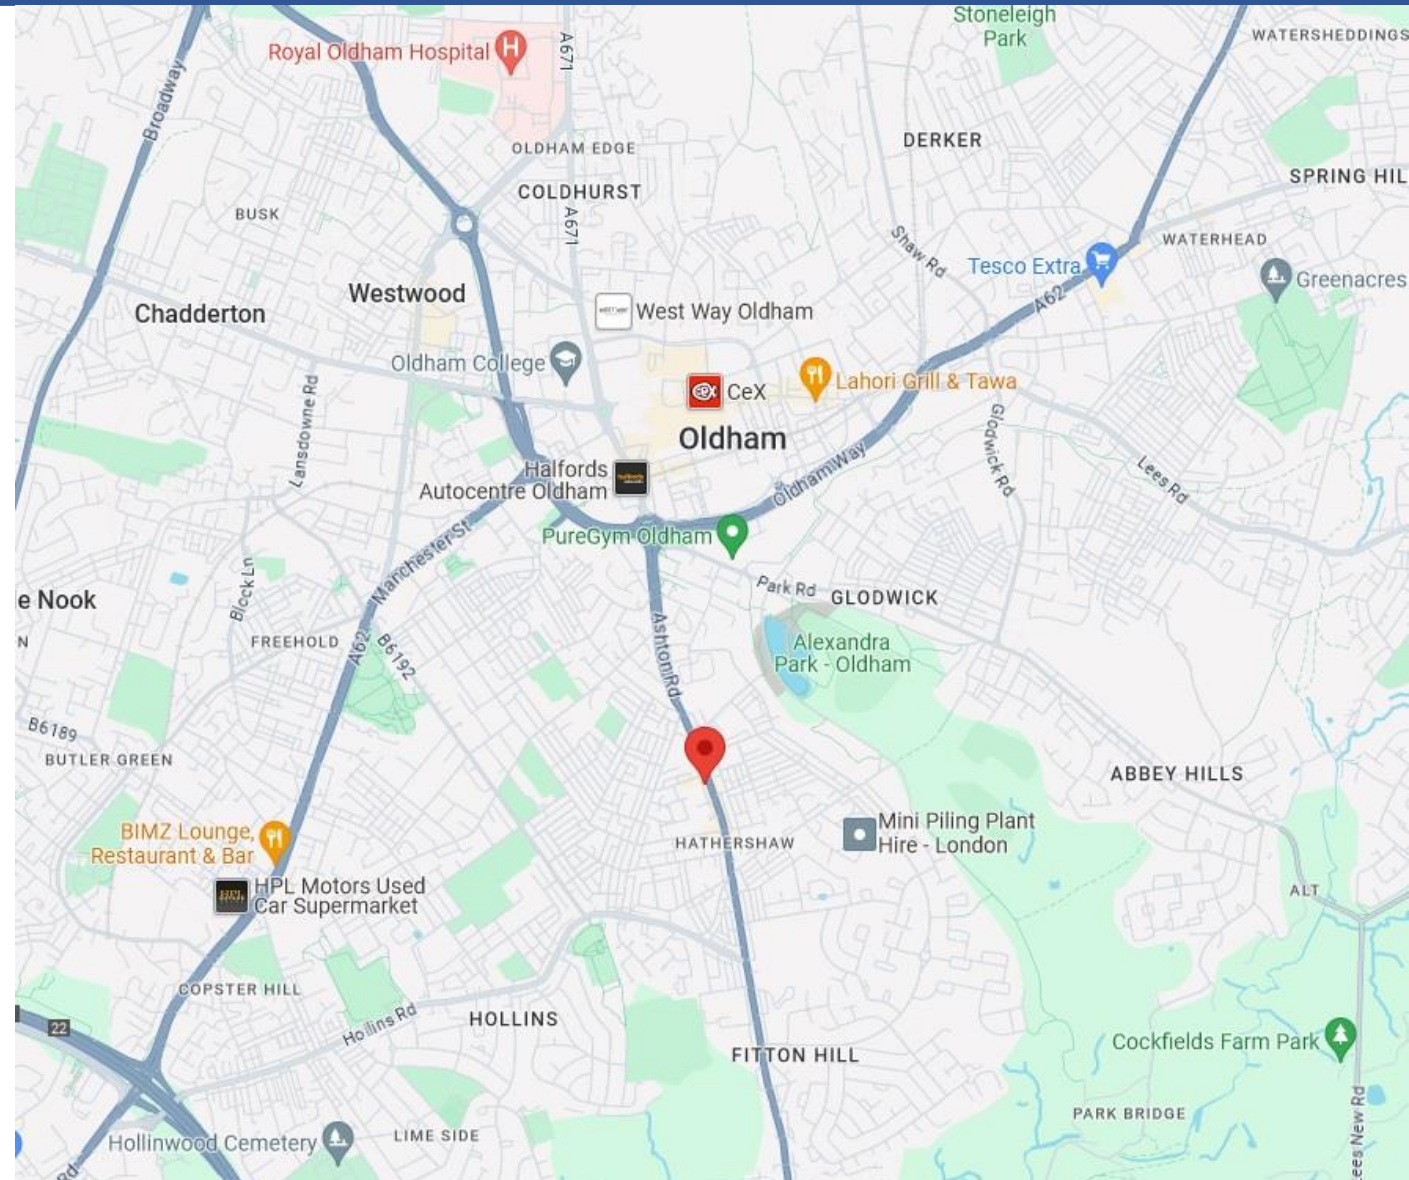 Stoneleigh
Park
WATERSHEDDINGS
Royal Oldham Hospital
H
A671
Broadway
DERKER
OLDHAM EDGE
SPRING HIL
COLDHURST
BUSK
A671
WATERHEAD
Shaw Rd
Tesco Extra
Greenacres
Westwood
A62
Chadderton
West Way Oldham
Oldham College
Lahori Grill & Tawa
CeX
Lansdowne Rd
Oldham
Glodwick Rd
Halfords
Autocentre Oldham
Oldham Way
Lees Rd
PureGym Oldham
Manchester St
Park Rd
GLODWICK
Block Ln
e Nook
N
FREEHOLD
A62
B6192
Ashton Rd
Alexandra
Park - Oldham
B6189
BUTLER GREEN
ABBEY HILLS
BIMZ Lounge,
Restaurant & Bar
HATHERSHAW
Mini Piling Plant
Hire - London
HPL
HPL Motors Used
Car Supermarket
ALT
COPSTER HILL
22
Hollins Rd
HOLLINS
FITTON HILL
Cockfields Farm Park
PARK BRIDGE
Hollinwood Cemetery
LIME SIDE
Lees New Rd
Rd